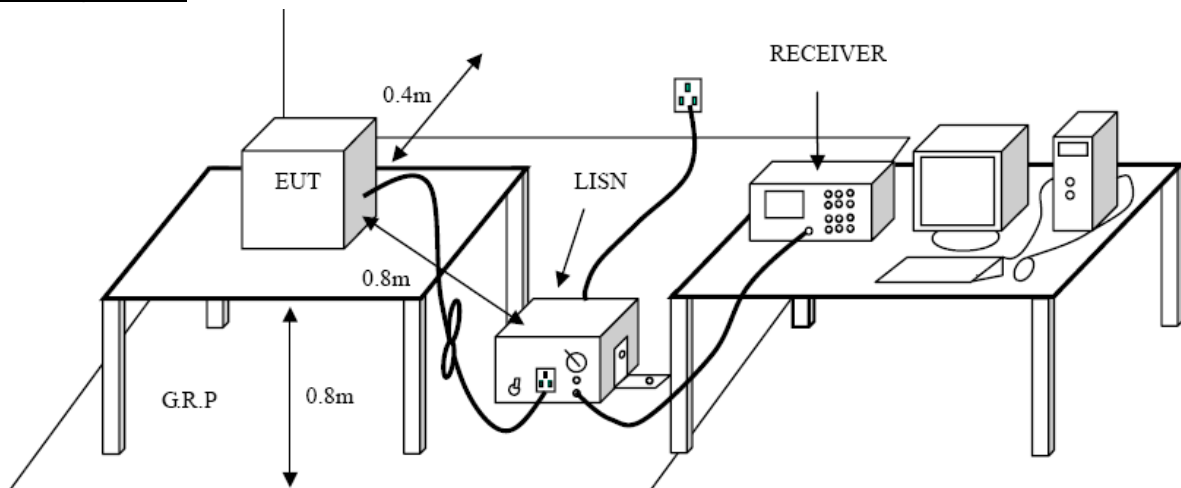 RECEIVER
0.4m
EUT
LISN
0.8m
G.R.P
0.8m